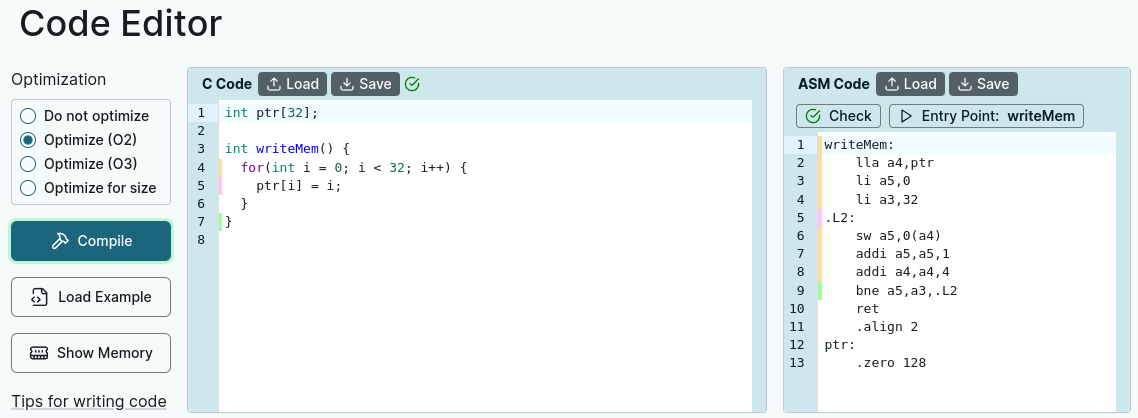 Code Editor
Optimization
Do not optimize
Optimize (O2)
Optimize (O3)
Optimize for size
Compile
Load Example
Show Memory
Tips for writing code
C Code Load Save
1 int ptr[32];
2
3 int writeMem() {
4   for(int i = 0; i < 32; i++) {
5     ptr[i] = i;
6   }
7 }
8
ASM Code Load Save
Check Entry Point: writeMem
1 writeMem:
2     lla a4,ptr
3     li a5,0
4     li a3,32
5 .L2:
6     sw a5,0(a4)
7     addi a5,a5,1
8     addi a4,a4,4
9     bne a5,a3,.L2
10     ret
11     .align 2
12 ptr:
13     .zero 128